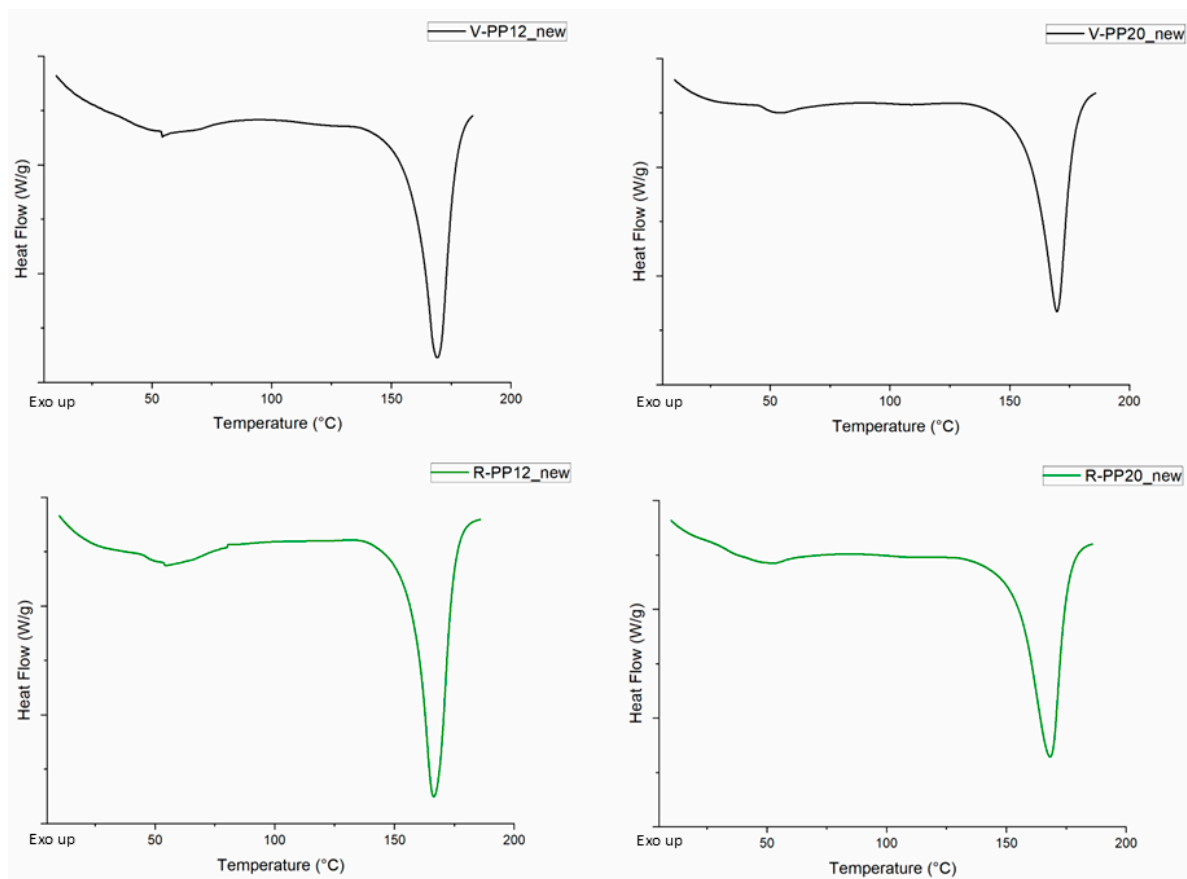 V-PP12_new
Heat Flow (W/g)
Exo up
50
100
150
200
Temperature (°C)
V-PP20_new
Heat Flow (W/g)
Exo up
50
100
150
200
Temperature (°C)
R-PP12_new
Heat Flow (W/g)
Exo up
50
100
150
200
Temperature (°C)
R-PP20_new
Heat Flow (W/g)
Exo up
50
100
150
200
Temperature (°C)